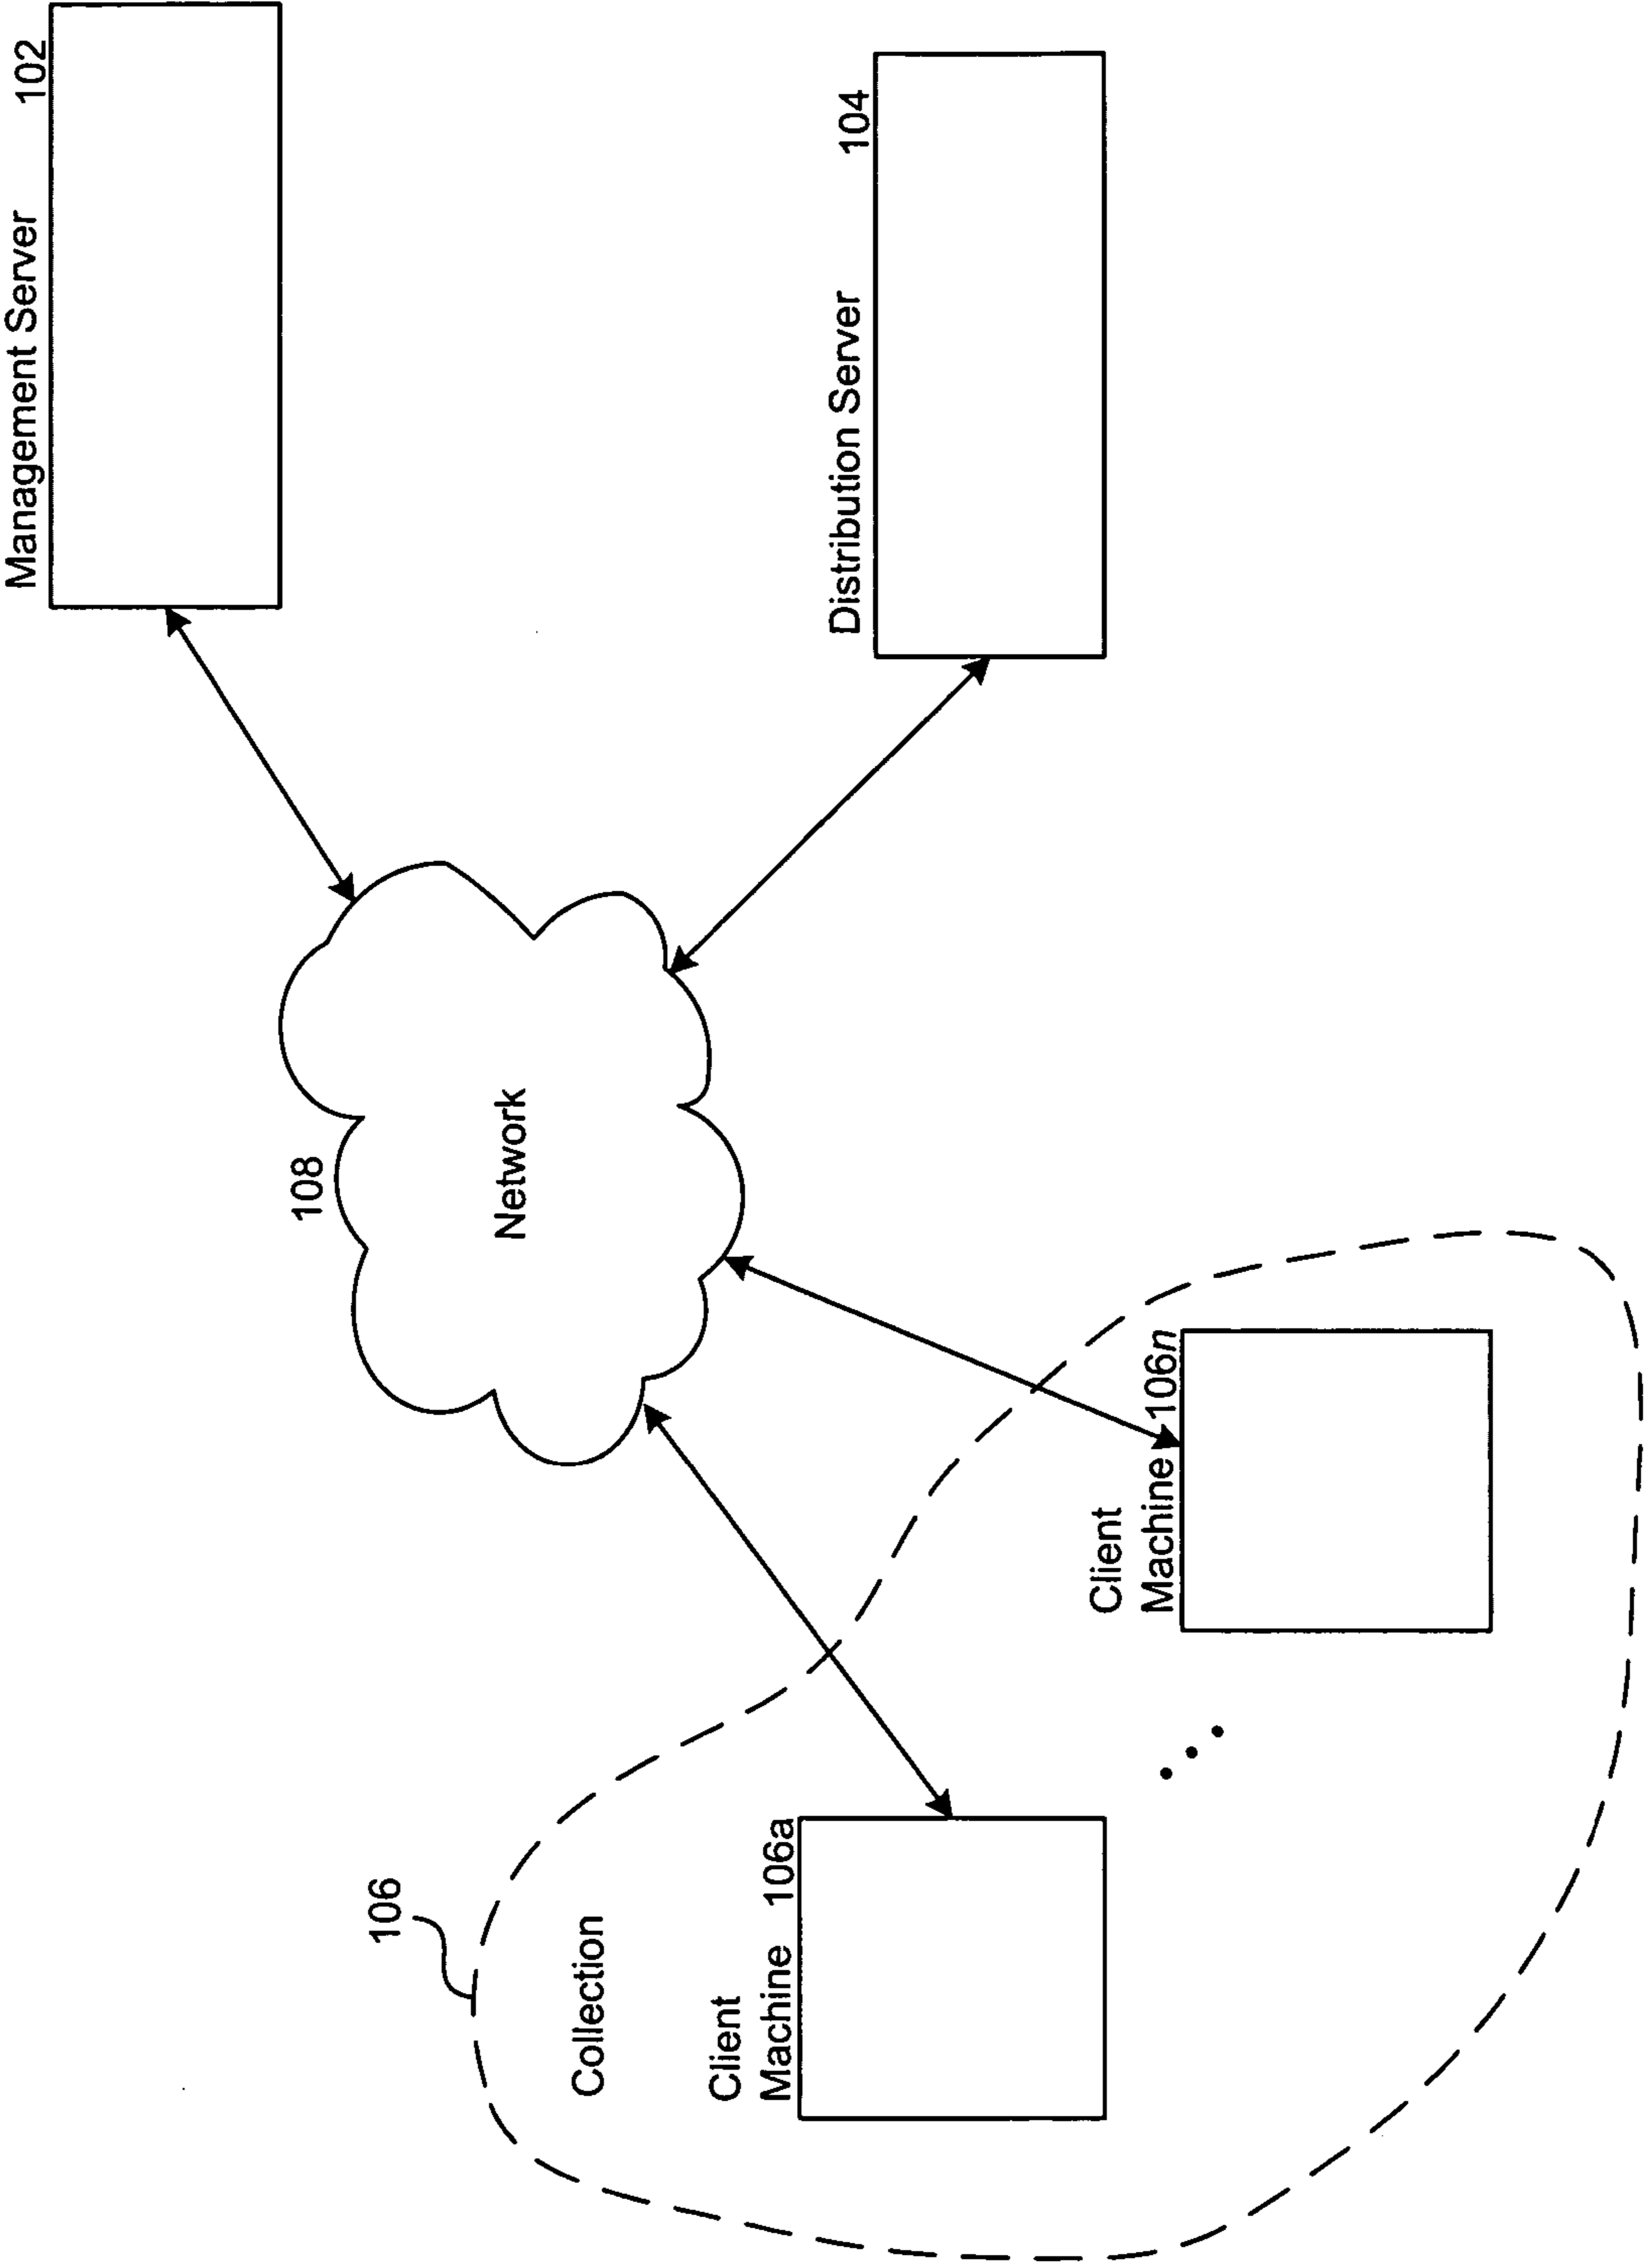 Management Server 102
108
Network
Distribution Server 104
106
Collection
Client
Machine 106a
Client
Machine 106n